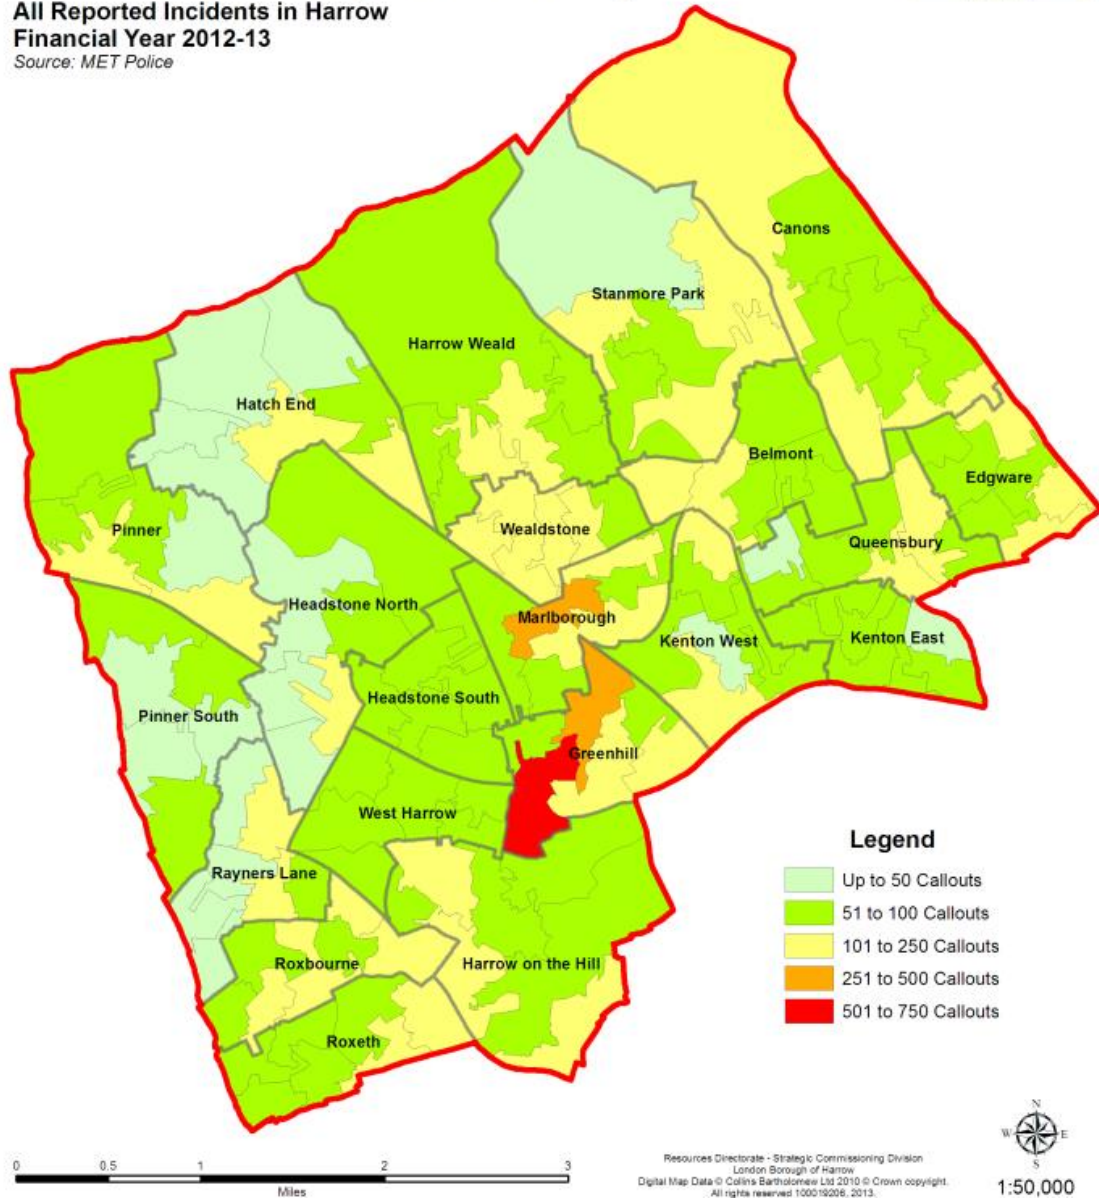 All Reported Incidents in Harrow
Financial Year 2012-13
Source: MET Police
Canons
Stanmore Park
Harrow Weald
Hatch End
Belmont
Edgware
Pinner
Wealdstone
Queensbury
Headstone North
Marlborough
Kenton West
Kenton East
Headstone South
Pinner South
Greenhill
West Harrow
Rayners Lane
Roxbourne
Harrow on the Hill
Roxeth
Legend
Up to 50 Callouts
51 to 100 Callouts
101 to 250 Callouts
251 to 500 Callouts
501 to 750 Callouts
N
W E
S
0 0.5 1 2 3
Miles
Resources Directorate - Strategic Commissioning Division
London Borough of Harrow
Digital Map Data © Collins Bartholomew Ltd 2010 © Crown copyright.
All rights reserved 100019206, 2013.
1:50,000